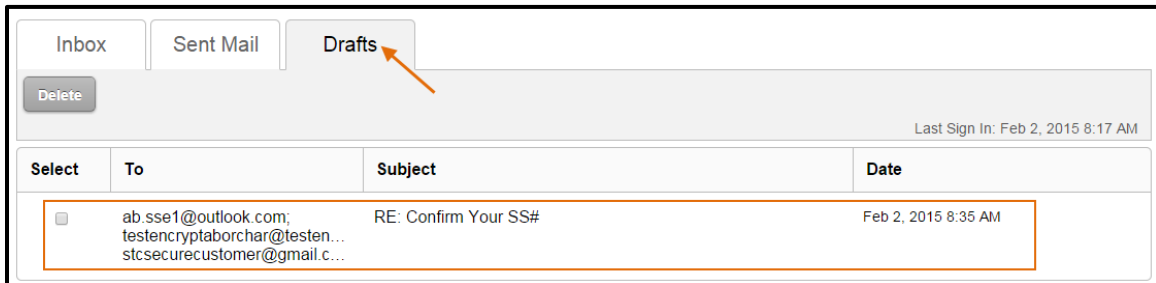 Inbox Sent Mail Drafts
Delete
Last Sign In: Feb 2, 2015 8:17 AM
Select To Subject Date
ab.sse1@outlook.com; RE: Confirm Your SS# Feb 2, 2015 8:35 AM
testencryptaborchar@testen...
stcsecurecustomer@gmail.c...